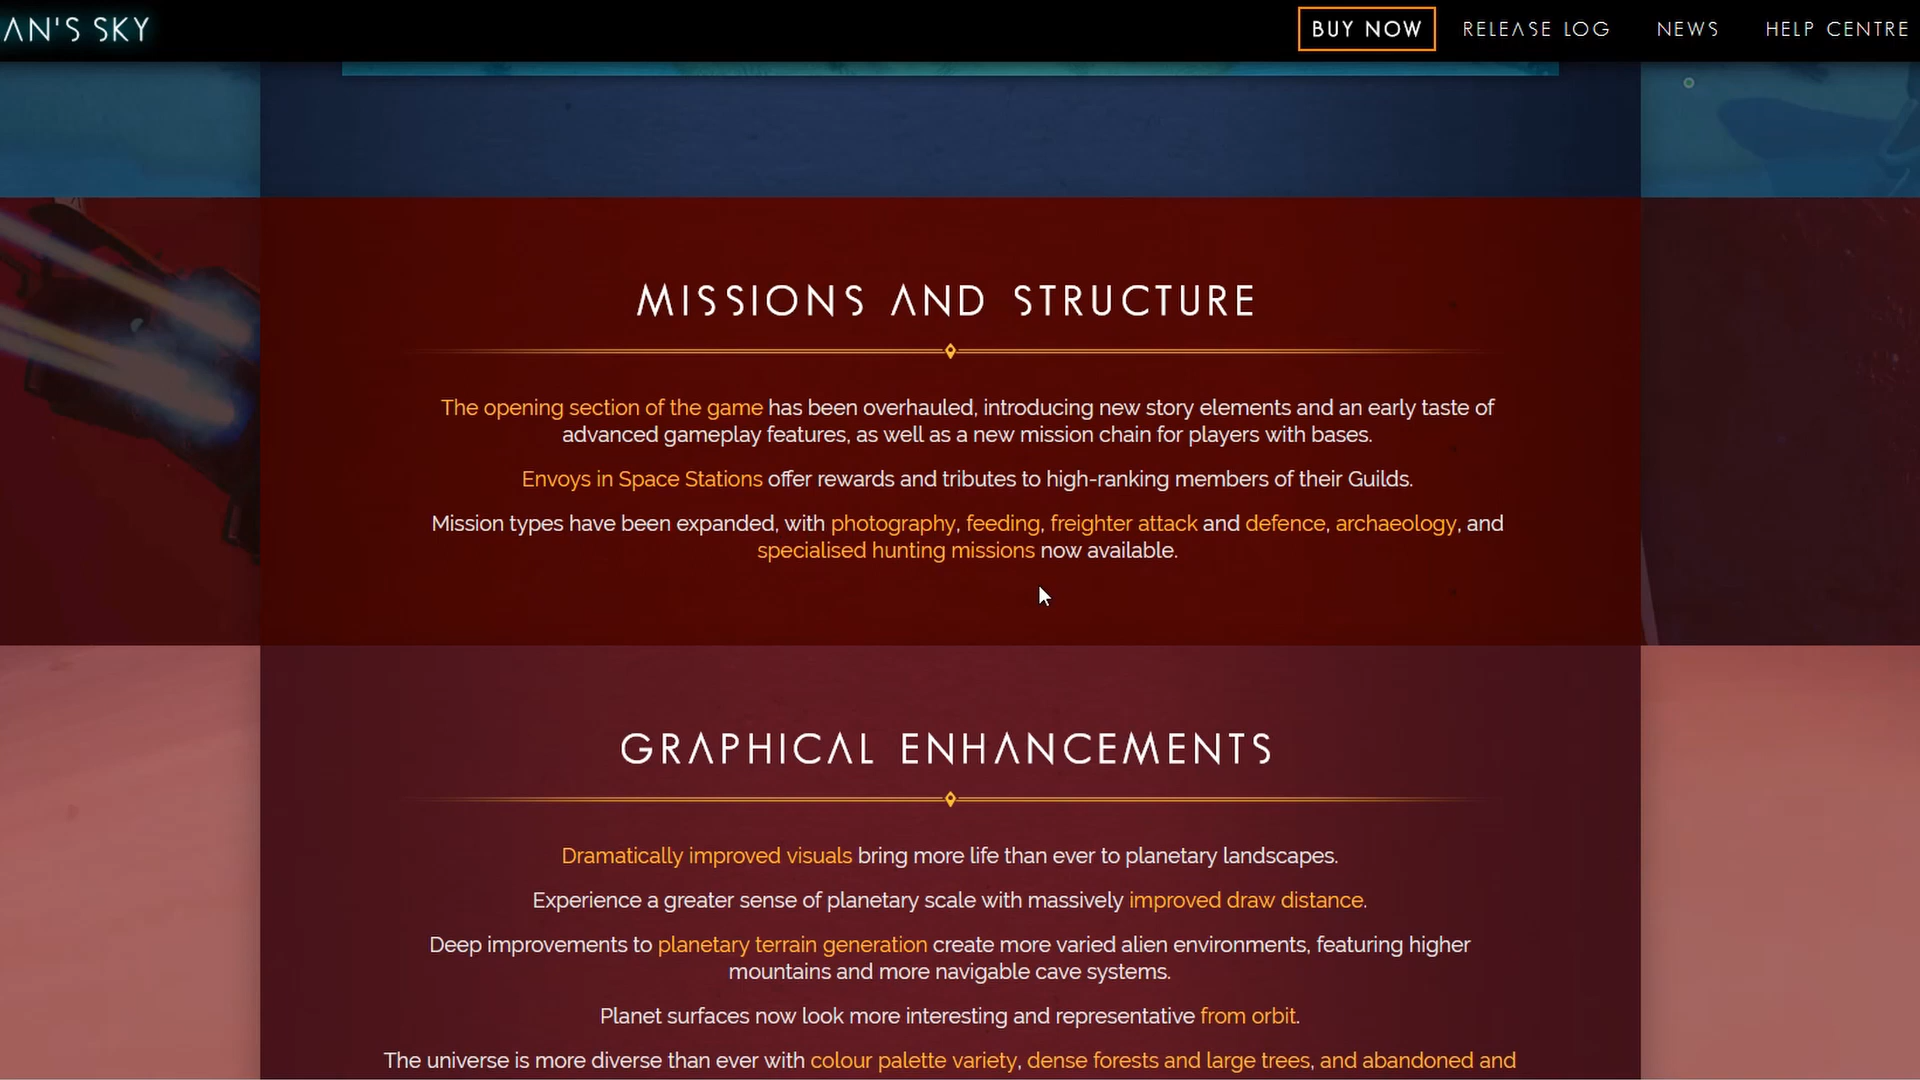 AN'S SKY
BUY NOW
RELEASE LOG
NEWS
HELP CENTRE
MISSIONS AND STRUCTURE
The opening section of the game has been overhauled, introducing new story elements and an early taste of
advanced gameplay features, as well as a new mission chain for players with bases.
Envoys in Space Stations offer rewards and tributes to high-ranking members of their Guilds.
Mission types have been expanded, with photography, feeding, freighter attack and defence, archaeology, and
specialised hunting missions now available.
GRAPHICAL ENHANCEMENTS
Dramatically improved visuals bring more life than ever to planetary landscapes.
Experience a greater sense of planetary scale with massively improved draw distance.
Deep improvements to planetary terrain generation create more varied alien environments, featuring higher
mountains and more navigable cave systems.
Planet surfaces now look more interesting and representative from orbit.
The universe is more diverse than ever with colour palette variety, dense forests and large trees, and abandoned and